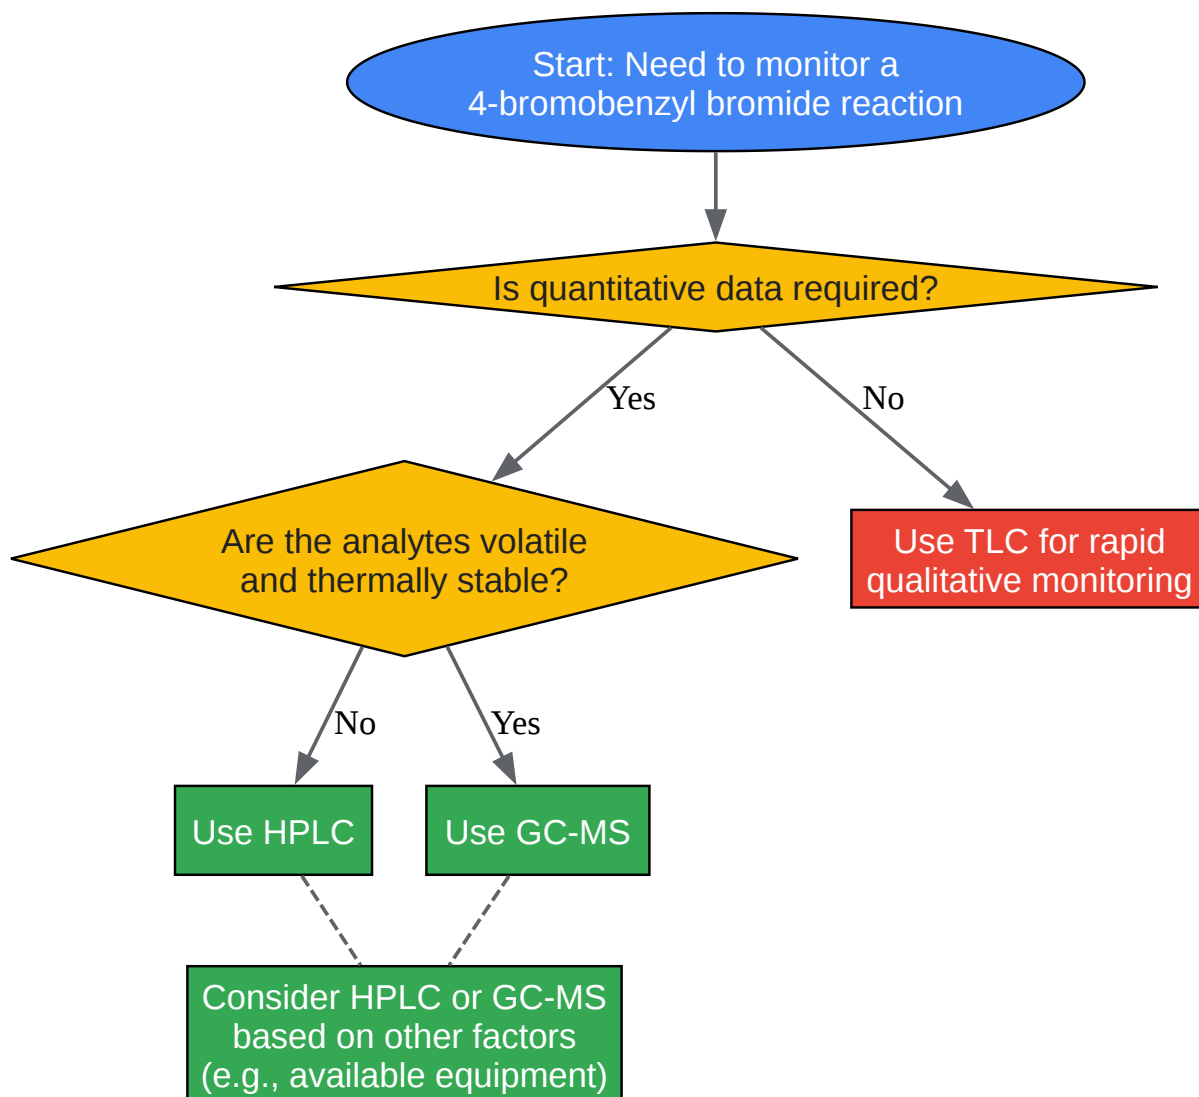 Start: Need to monitor a
4-bromobenzyl bromide reaction
Is quantitative data required?
Yes
No
Are the analytes volatile
and thermally stable?
Use TLC for rapid
qualitative monitoring
No
Yes
Use HPLC
Use GC-MS
Consider HPLC or GC-MS
based on other factors
(e.g., available equipment)